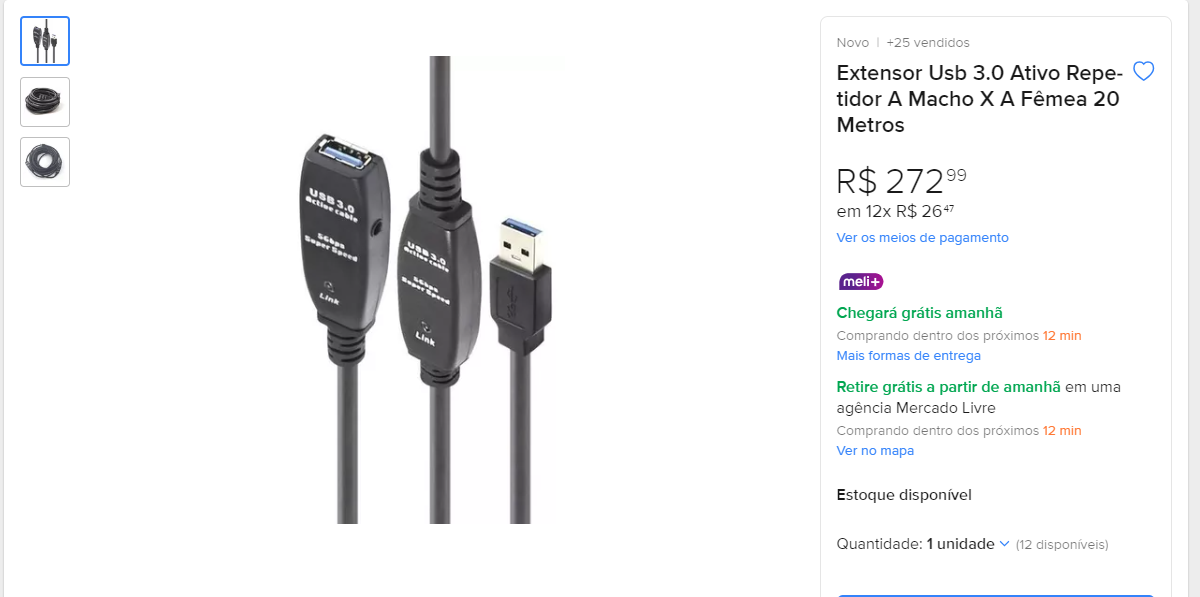 Novo | +25 vendidos
Extensor Usb 3.0 Ativo Repe-
tidor A Macho X A Fêmea 20
Metros
R$ 272 99
em 12x R$ 26 47
Ver os meios de pagamento
meli+
Chegará grátis amanhã
Comprando dentro dos próximos 12 min
Mais formas de entrega
Retire grátis a partir de amanhã em uma
agência Mercado Livre
Comprando dentro dos próximos 12 min
Ver no mapa
Estoque disponível
Quantidade: 1 unidade (12 disponíveis)
USB 3.0
Active cable
5Gbps
Super Speed
Link
USB 3.0
Active cable
5Gbps
Super Speed
Link